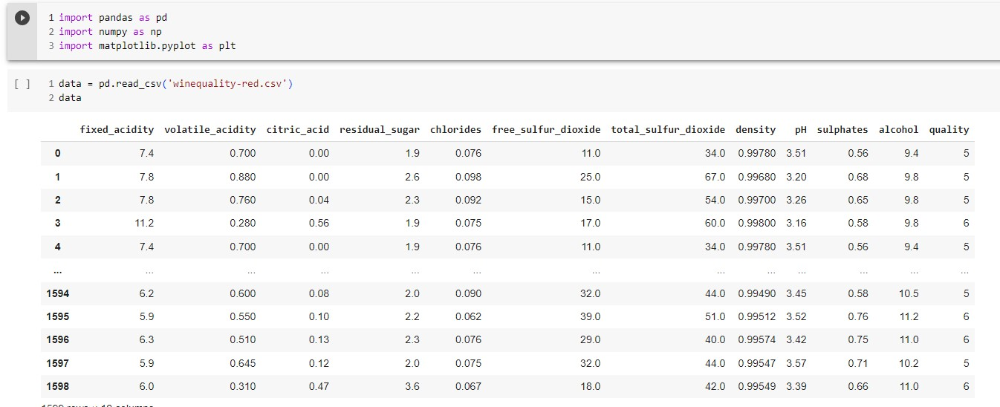 1 import pandas as pd
2 import numpy as np
3 import matplotlib.pyplot as plt
[ ] 1 data = pd.read_csv('winequality-red.csv')
2 data
fixed_acidity volatile_acidity citric_acid residual_sugar chlorides free_sulfur_dioxide total_sulfur_dioxide density pH sulphates alcohol quality
0 7.4 0.700 0.00 1.9 0.076 11.0 34.0 0.99780 3.51 0.56 9.4 5
1 7.8 0.880 0.00 2.6 0.098 25.0 67.0 0.99680 3.20 0.68 9.8 5
2 7.8 0.760 0.04 2.3 0.092 15.0 54.0 0.99700 3.26 0.65 9.8 5
3 11.2 0.280 0.56 1.9 0.075 17.0 60.0 0.99800 3.16 0.58 9.8 6
4 7.4 0.700 0.00 1.9 0.076 11.0 34.0 0.99780 3.51 0.56 9.4 5
... ... ... ... ... ... ... ... ... ... ... ... ...
1594 6.2 0.600 0.08 2.0 0.090 32.0 44.0 0.99490 3.45 0.58 10.5 5
1595 5.9 0.550 0.10 2.2 0.062 39.0 51.0 0.99512 3.52 0.76 11.2 6
1596 6.3 0.510 0.13 2.3 0.076 29.0 40.0 0.99574 3.42 0.75 11.0 6
1597 5.9 0.645 0.12 2.0 0.075 32.0 44.0 0.99547 3.57 0.71 10.2 5
1598 6.0 0.310 0.47 3.6 0.067 18.0 42.0 0.99549 3.39 0.66 11.0 6